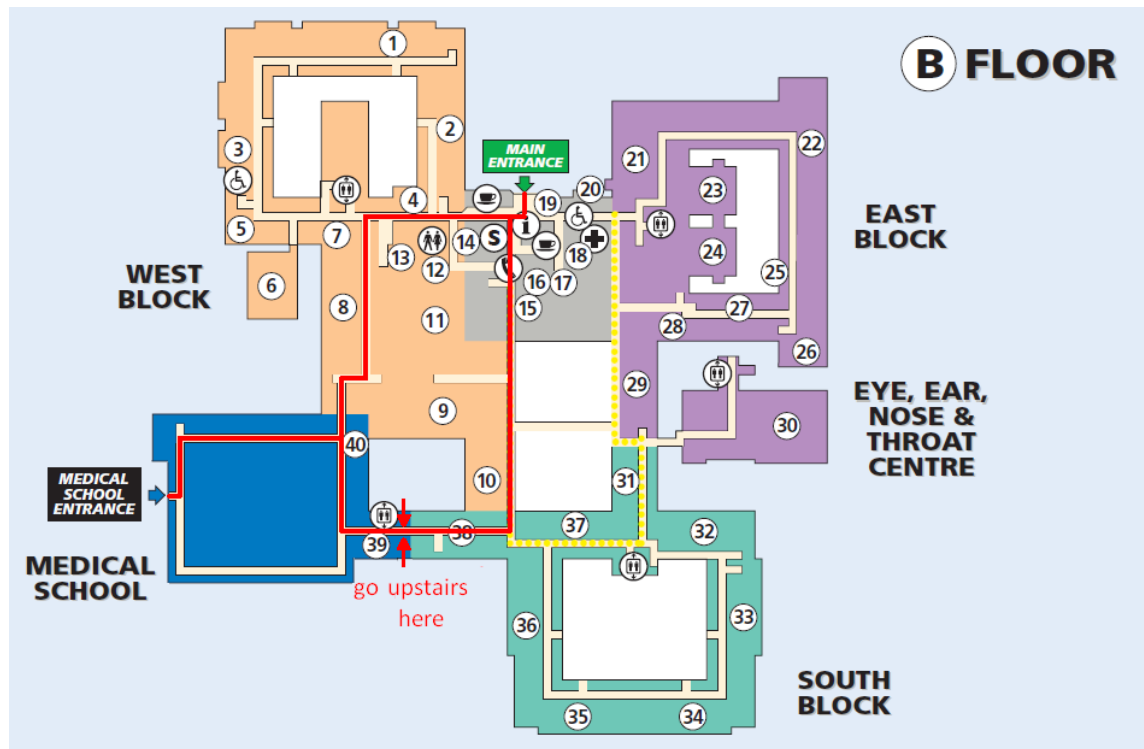 B FLOOR
1
2
MAIN
ENTRANCE
3
4
5
6
7
8
9
10
11
12
13
14
S
i
15
16
17
18
19
20
21
22
23
24
25
26
27
28
29
30
EAST
BLOCK
WEST
BLOCK
EYE, EAR,
NOSE &
THROAT
CENTRE
40
MEDICAL
SCHOOL
ENTRANCE
31
32
37
38
39
MEDICAL
SCHOOL
go upstairs
here
36
33
35
34
SOUTH
BLOCK